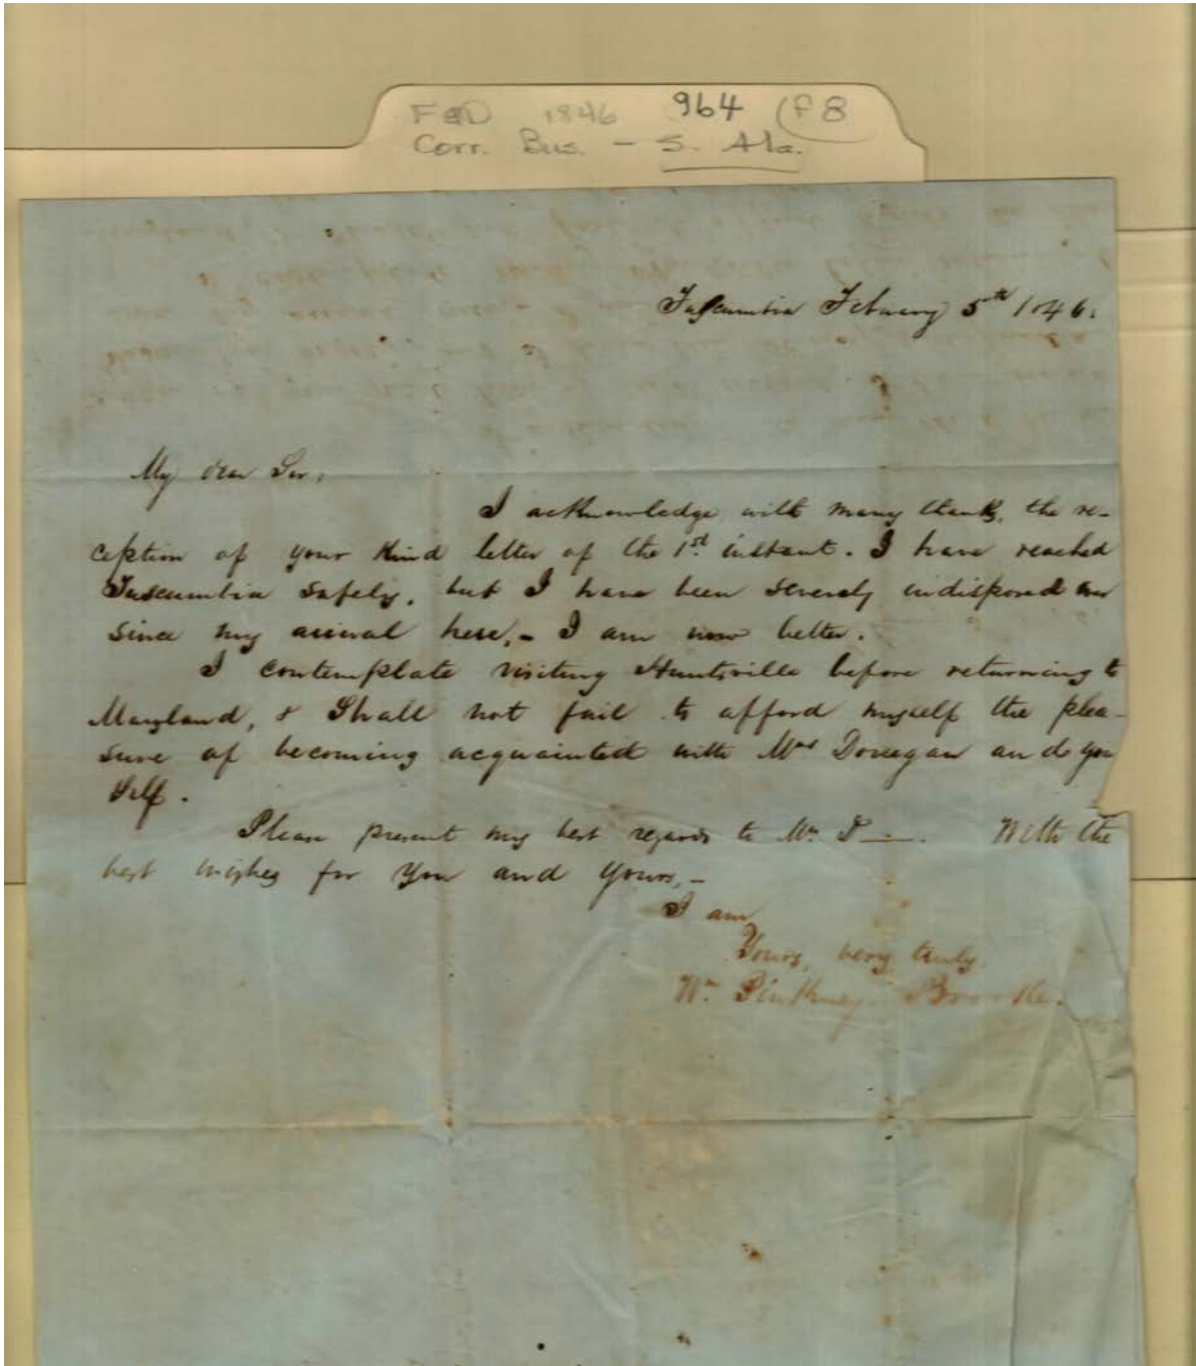 F&D 1846 964 (F8
Corr. Bus. - S. Ala.
Tuscumbia February 5th 1846.
My dear Sir,
I acknowledge with many thanks, the re-
ception of your kind letter of the 1st instant. I have reached
Tuscumbia safely, but I have been severely indisposed ever
since my arrival here, - I am now better.
I contemplate visiting Huntsville before returning to
Maryland, & Shall not fail to afford myself the plea-
sure of becoming acquainted with Mrs Donegan and your
self.
Please present my best regards to Mr. D—. With the
best wishes for you and yours, -
I am
Yours, very truly
Wm Pinkney Brooke.